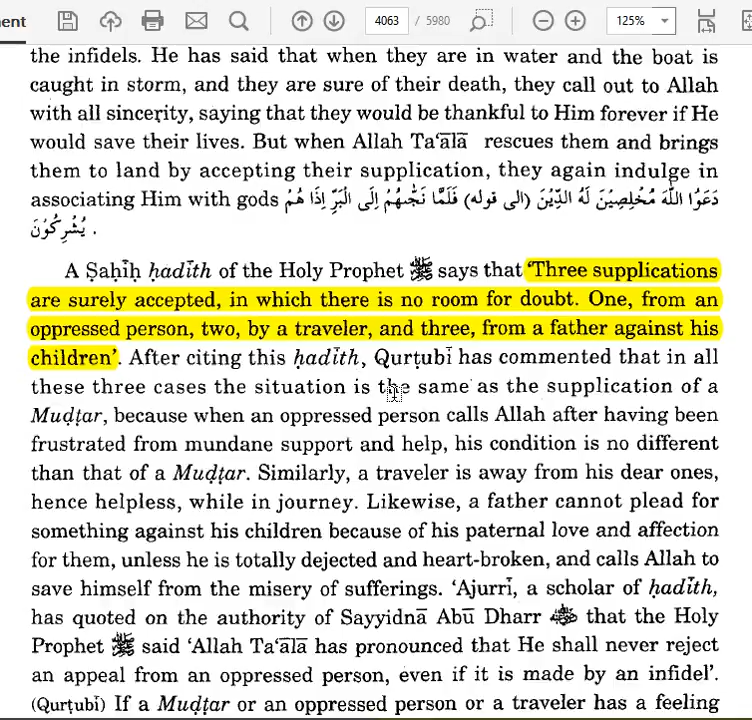 ment
4063 / 5980
125%
the infidels. He has said that when they are in water and the boat is
caught in storm, and they are sure of their death, they call out to Allah
with all sincerity, saying that they would be thankful to Him forever if He
would save their lives. But when Allah Ta‘ālā rescues them and brings
them to land by accepting their supplication, they again indulge in
associating Him with gods دَعَوُا اللّٰهَ مُخْلِصِيْنَ لَهُ الدِّيْنَ (الى قوله) فَلَمَّا نَجّٰهُمْ اِلَى الْبَرِّ اِذَا هُمْ
يُشْرِكُوْنَ .
A Ṣaḥīḥ ḥadīth of the Holy Prophet ﷺ says that ‘Three supplications
are surely accepted, in which there is no room for doubt. One, from an
oppressed person, two, by a traveler, and three, from a father against his
children’. After citing this ḥadīth, Qurṭubī has commented that in all
these three cases the situation is the same as the supplication of a
Muḍṭar, because when an oppressed person calls Allah after having been
frustrated from mundane support and help, his condition is no different
than that of a Muḍṭar. Similarly, a traveler is away from his dear ones,
hence helpless, while in journey. Likewise, a father cannot plead for
something against his children because of his paternal love and affection
for them, unless he is totally dejected and heart-broken, and calls Allah to
save himself from the misery of sufferings. ‘Ajurrī, a scholar of ḥadīth,
has quoted on the authority of Sayyidnā Abū Dharr that the Holy
Prophet ﷺ said ‘Allah Ta‘ālā has pronounced that He shall never reject
an appeal from an oppressed person, even if it is made by an infidel’.
(Qurṭubī) If a Muḍṭar or an oppressed person or a traveler has a feeling